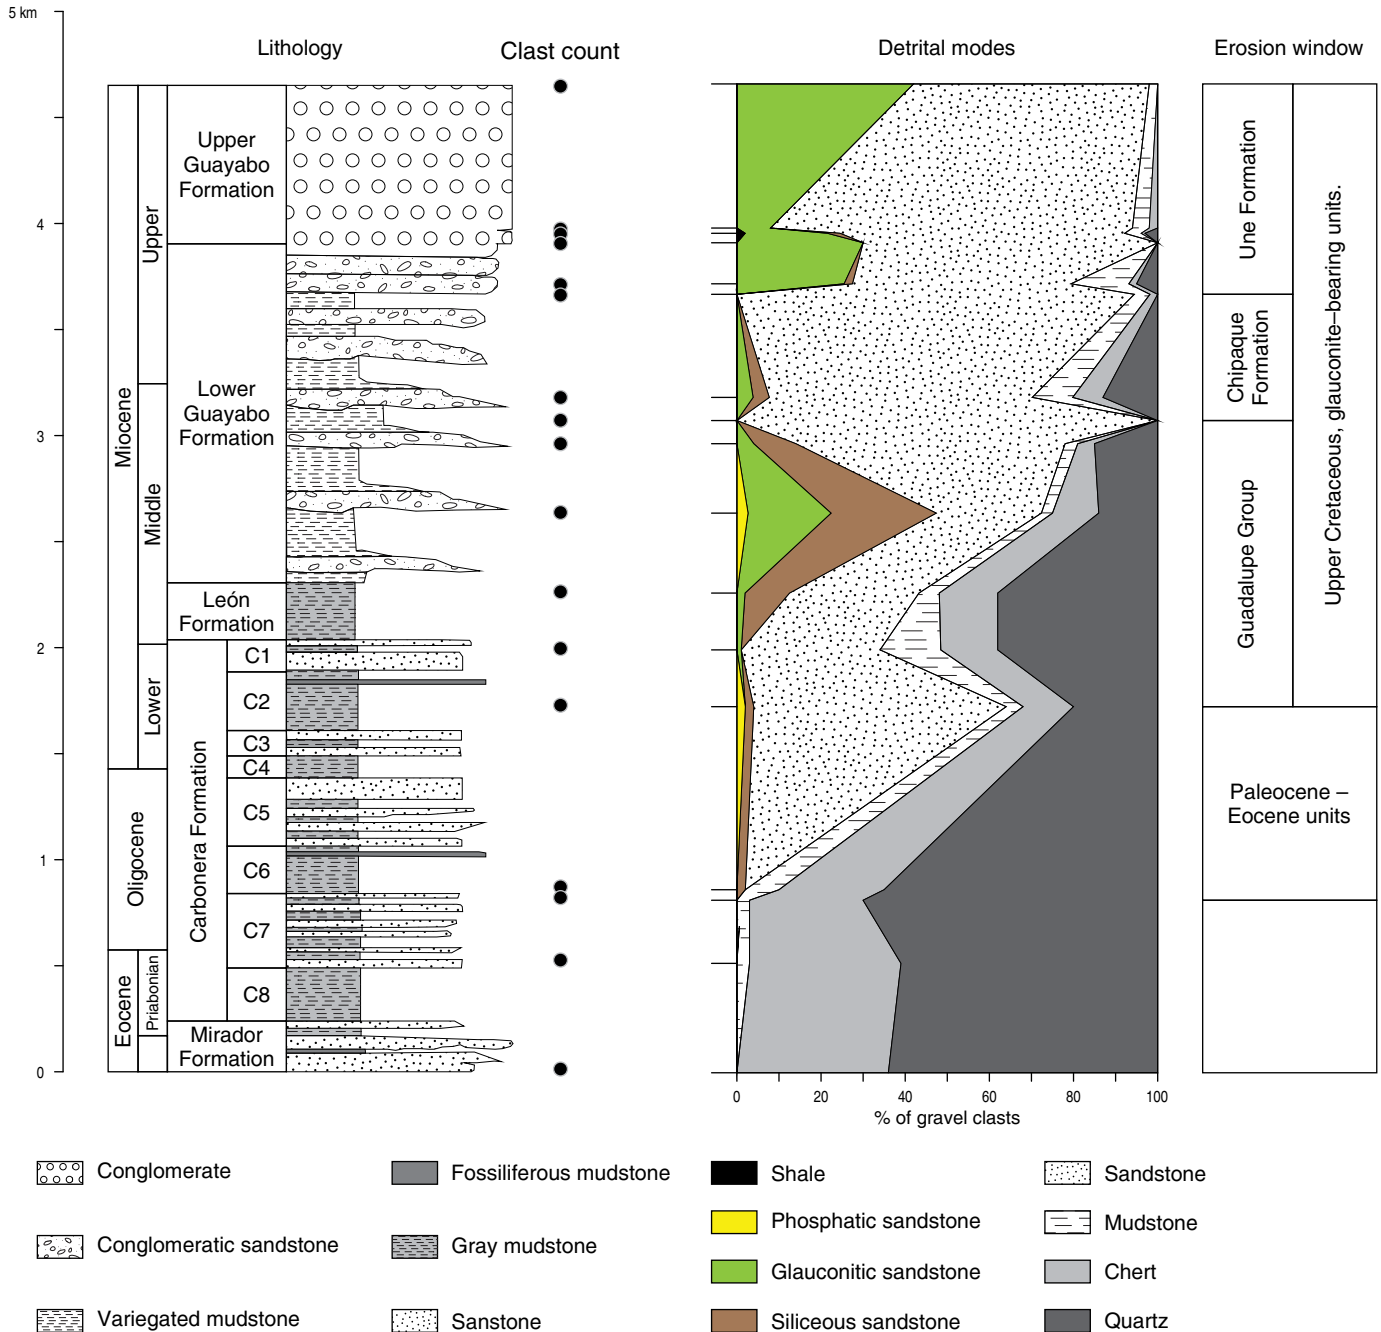 5 km
Lithology
Clast count
Detrital modes
Erosion window
4
3
2
1
0
Miocene
Oligocene
Eocene
Upper
Middle
Lower
Priabonian
Upper
Guayabo
Formation
Lower
Guayabo
Formation
León
Formation
Carbonera Formation
C1
C2
C3
C4
C5
C6
C7
C8
Mirador
Formation
0
20
40
60
80
100
% of gravel clasts
Une Formation
Chipaque
Formation
Guadalupe Group
Upper Cretaceous, glauconite–bearing units.
Paleocene –
Eocene units
Conglomerate
Fossiliferous mudstone
Shale
Sandstone
Phosphatic sandstone
Mudstone
Conglomeratic sandstone
Gray mudstone
Glauconitic sandstone
Chert
Variegated mudstone
Sanstone
Siliceous sandstone
Quartz